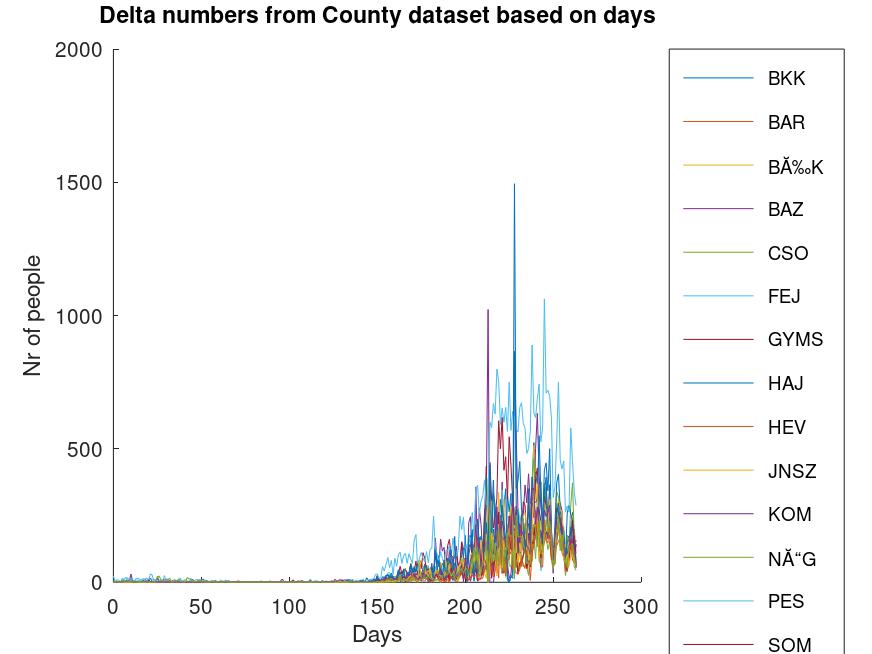 Delta numbers from County dataset based on days
2000
1500
1000
500
0
Nr of people
0 50 100 150 200 250 300
Days
BKK
BAR
BĂ‰K
BAZ
CSO
FEJ
GYMS
HAJ
HEV
JNSZ
KOM
NĂ“G
PES
SOM